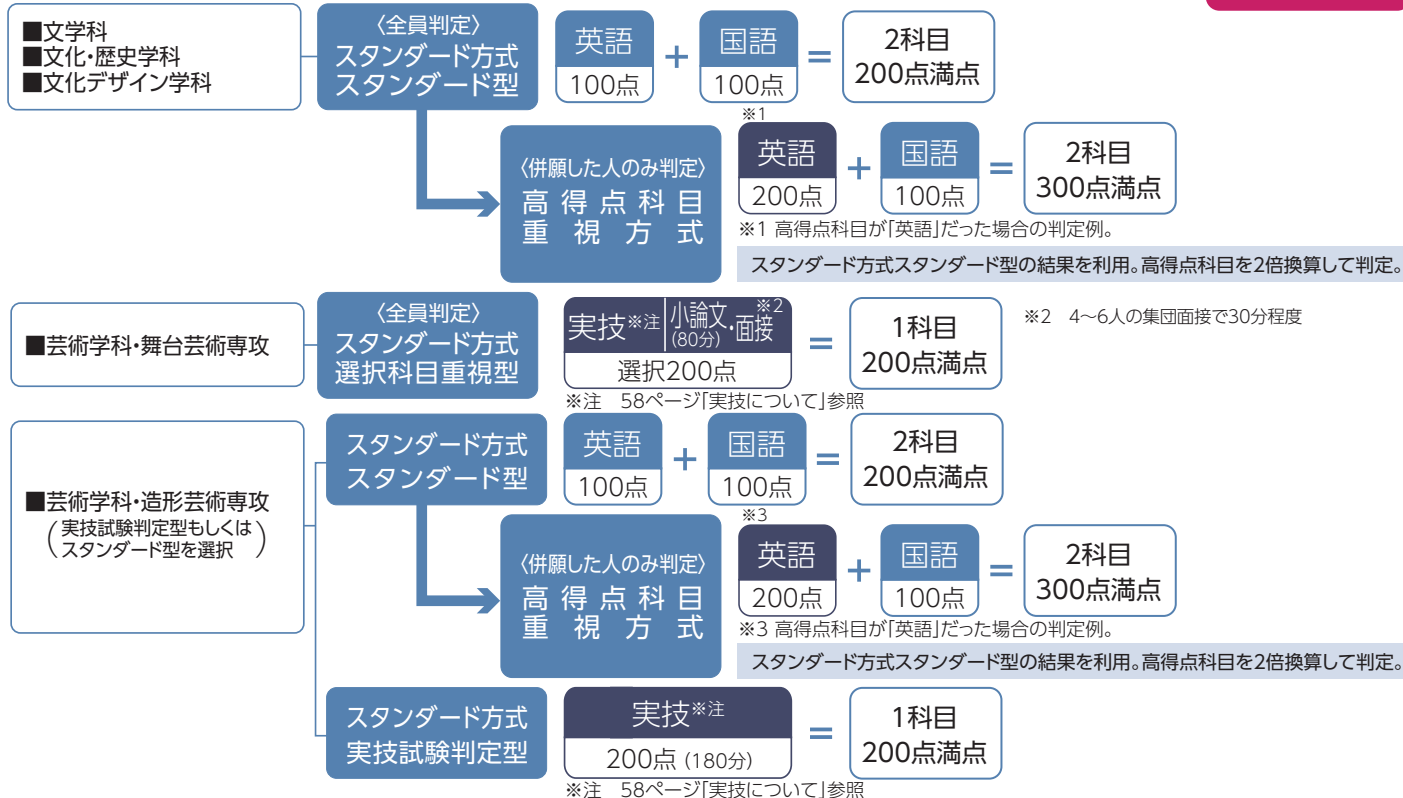 ■文学科
■文化・歴史学科
■文化デザイン学科
〈全員判定〉
スタンダード方式
スタンダード型
英語
100点
+
国語
100点
=
2科目
200点満点
※1
〈併願した人のみ判定〉
高得点科目
重視方式
英語
200点
+
国語
100点
=
2科目
300点満点
※1 高得点科目が「英語」だった場合の判定例。
スタンダード方式スタンダード型の結果を利用。高得点科目を2倍換算して判定。
■芸術学科・舞台芸術専攻
〈全員判定〉
スタンダード方式
選択科目重視型
実技※注 小論文(80分)・面接※2
選択200点
=
1科目
200点満点
※2 4〜6人の集団面接で30分程度
※注 58ページ「実技について」参照
■芸術学科・造形芸術専攻
(実技試験判定型もしくは
スタンダード型を選択)
スタンダード方式
スタンダード型
英語
100点
+
国語
100点
=
2科目
200点満点
※3
〈併願した人のみ判定〉
高得点科目
重視方式
英語
200点
+
国語
100点
=
2科目
300点満点
※3 高得点科目が「英語」だった場合の判定例。
スタンダード方式スタンダード型の結果を利用。高得点科目を2倍換算して判定。
スタンダード方式
実技試験判定型
実技※注
200点 (180分)
=
1科目
200点満点
※注 58ページ「実技について」参照